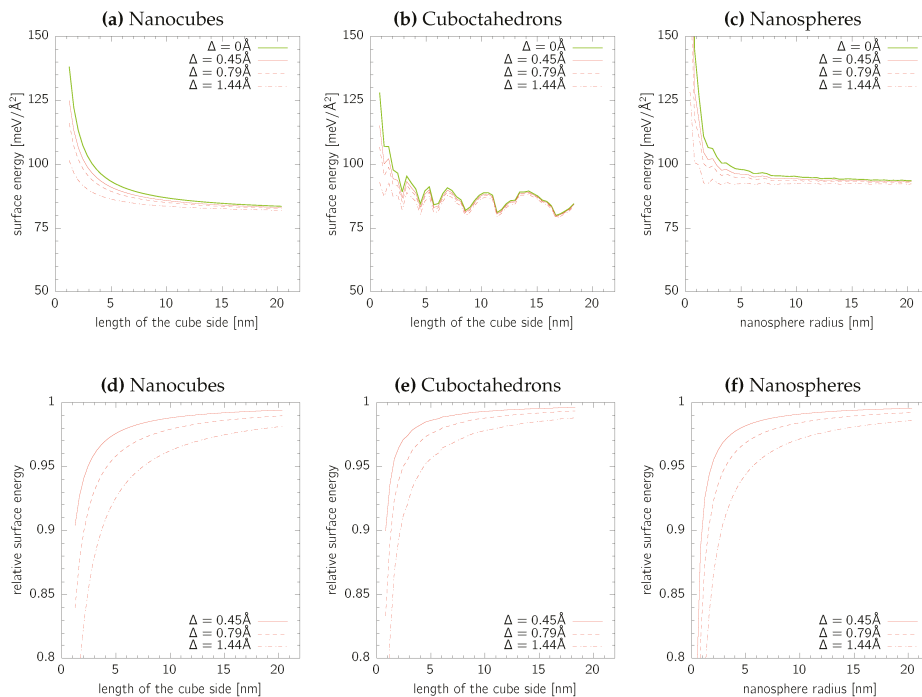 (a) Nanocubes
150
125
100
75
50
0 5 10 15 20
surface energy [meV/Å²]
length of the cube side [nm]
Δ = 0Å
Δ = 0.45Å
Δ = 0.79Å
Δ = 1.44Å
(b) Cuboctahedrons
150
125
100
75
50
0 5 10 15 20
surface energy [meV/Å²]
length of the cube side [nm]
Δ = 0Å
Δ = 0.45Å
Δ = 0.79Å
Δ = 1.44Å
(c) Nanospheres
150
125
100
75
50
0 5 10 15 20
surface energy [meV/Å²]
nanosphere radius [nm]
Δ = 0Å
Δ = 0.45Å
Δ = 0.79Å
Δ = 1.44Å
(d) Nanocubes
1
0.95
0.9
0.85
0.8
0 5 10 15 20
relative surface energy
length of the cube side [nm]
Δ = 0.45Å
Δ = 0.79Å
Δ = 1.44Å
(e) Cuboctahedrons
1
0.95
0.9
0.85
0.8
0 5 10 15 20
relative surface energy
length of the cube side [nm]
Δ = 0.45Å
Δ = 0.79Å
Δ = 1.44Å
(f) Nanospheres
1
0.95
0.9
0.85
0.8
0 5 10 15 20
relative surface energy
nanosphere radius [nm]
Δ = 0.45Å
Δ = 0.79Å
Δ = 1.44Å